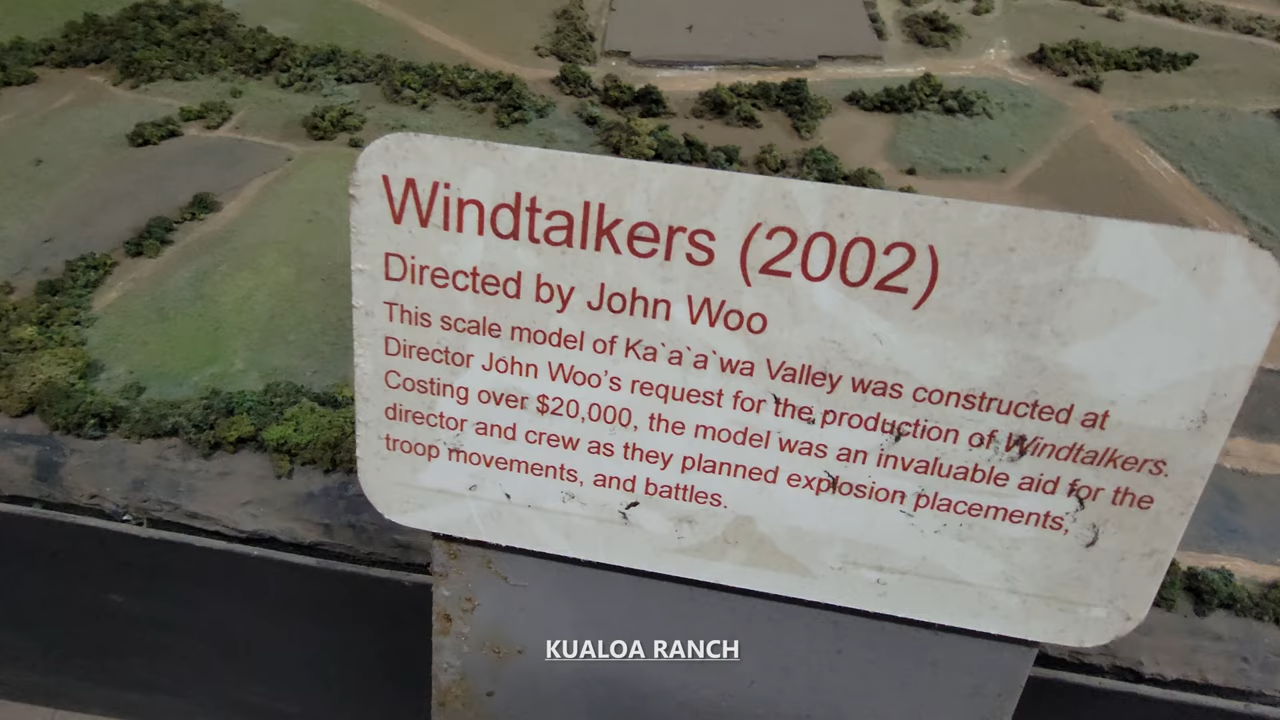 Windtalkers (2002)
Directed by John Woo
This scale model of Ka`a`a`wa Valley was constructed at
Director John Woo’s request for the production of Windtalkers.
Costing over $20,000, the model was an invaluable aid for the
director and crew as they planned explosion placements,
troop movements, and battles.
KUALOA RANCH